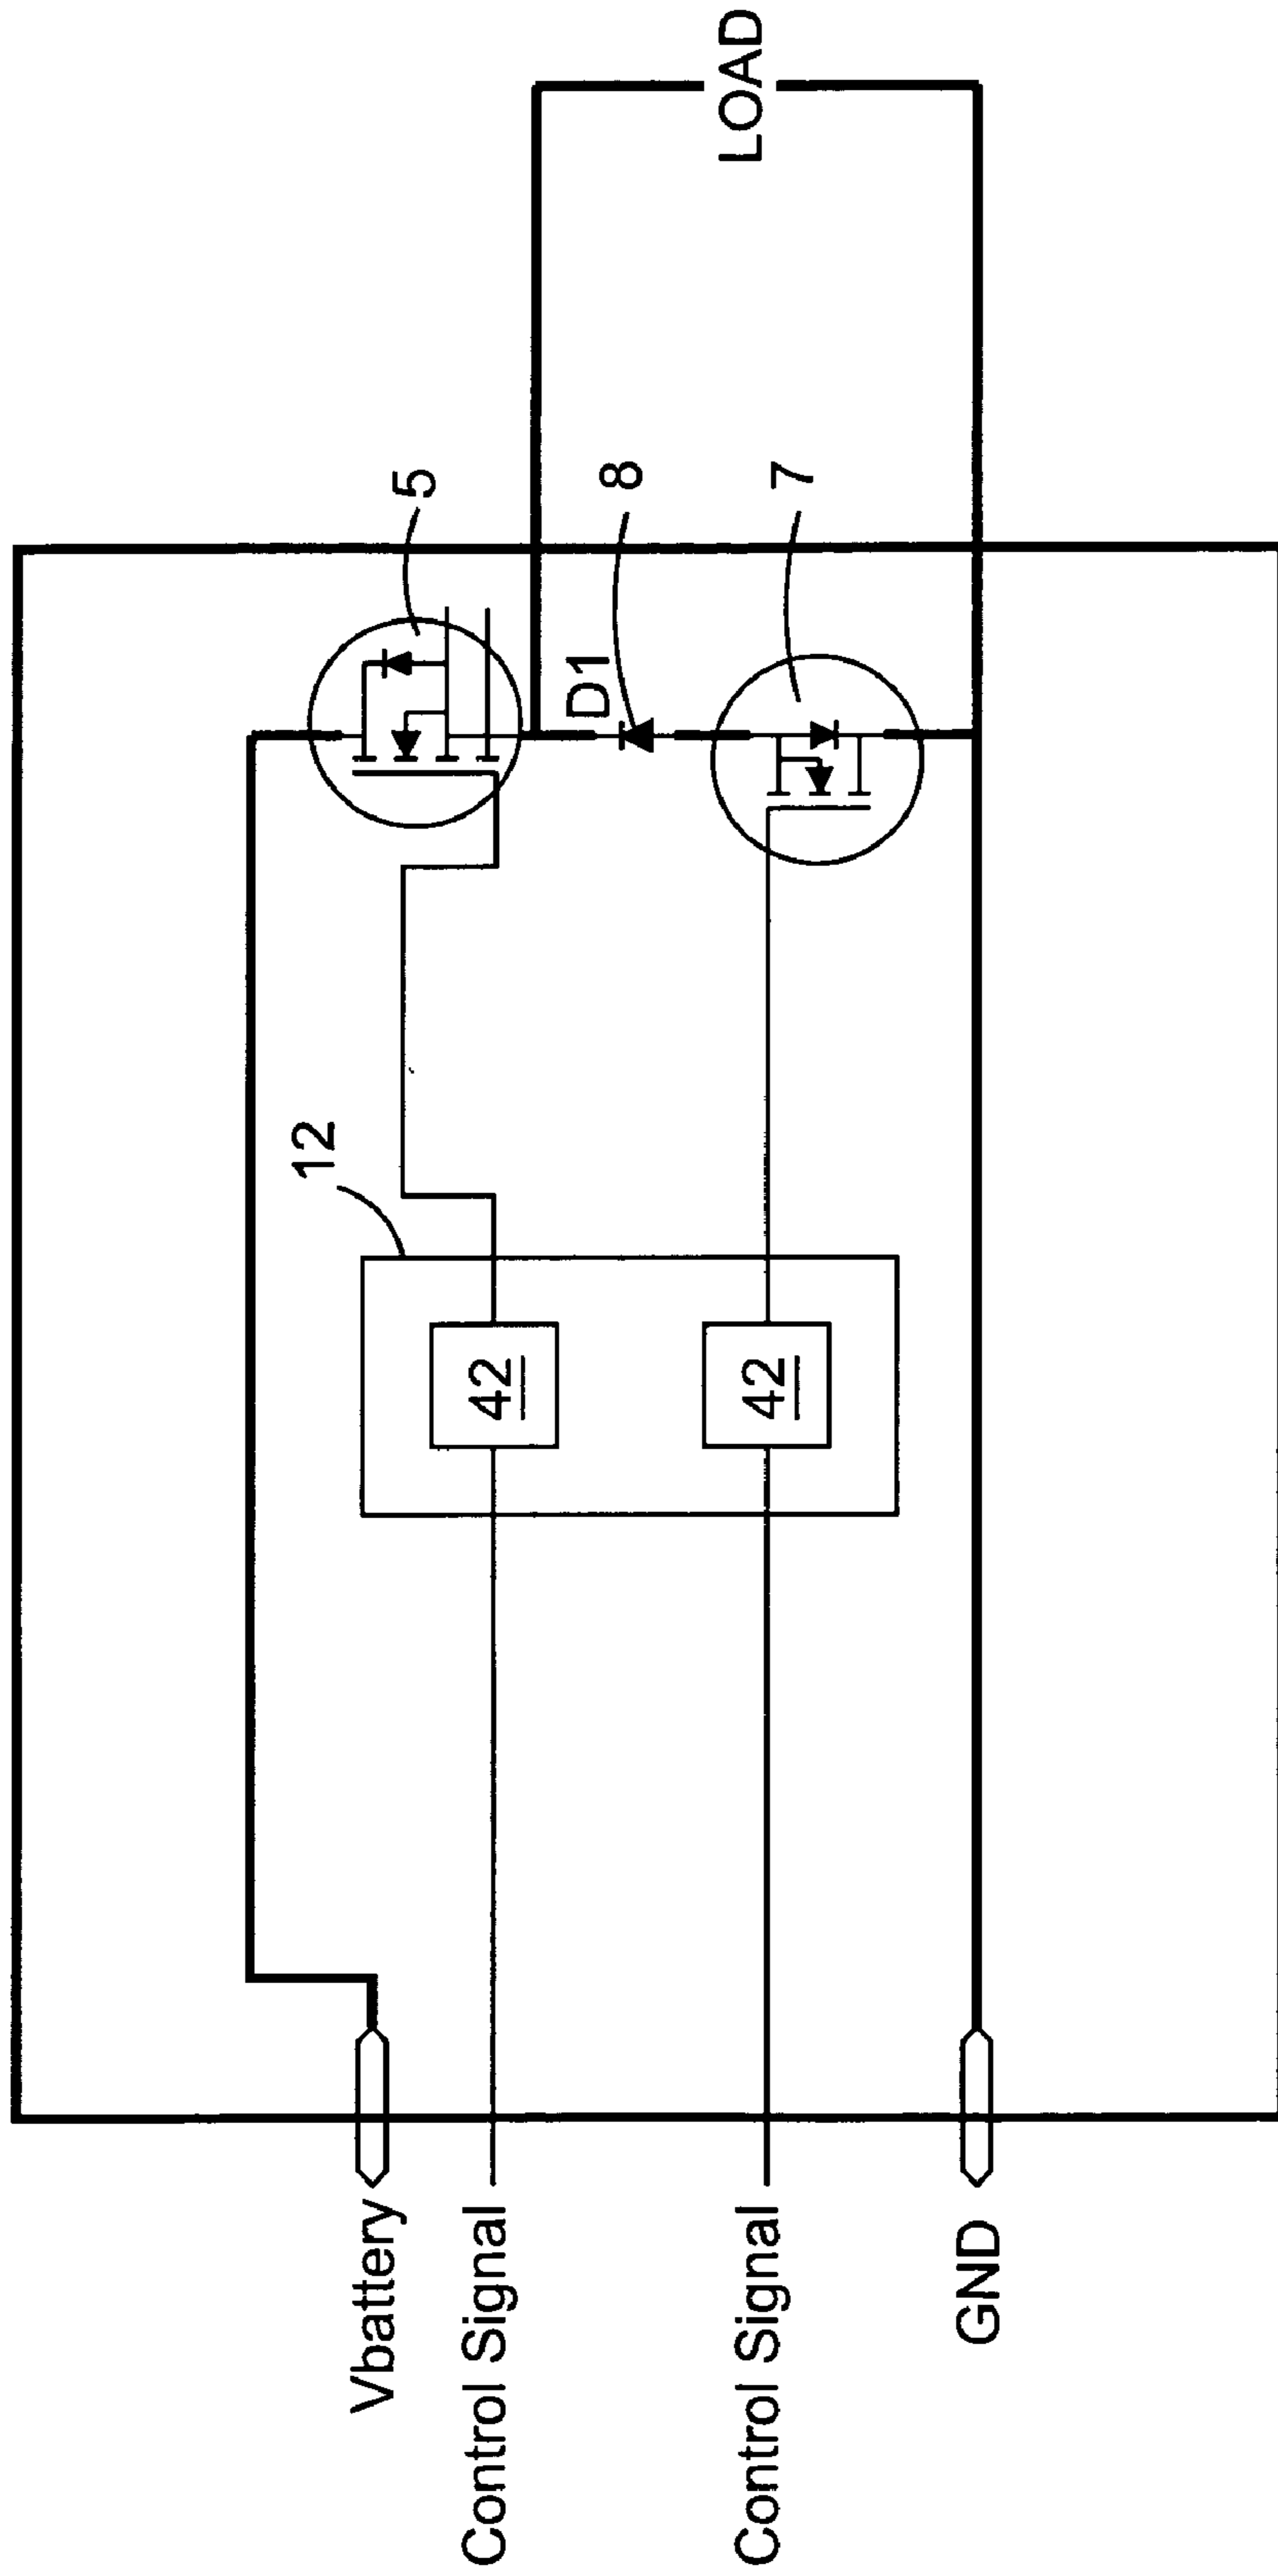 Vbattery
Control Signal
Control Signal
GND
12
42
42
5
D1
8
7
LOAD